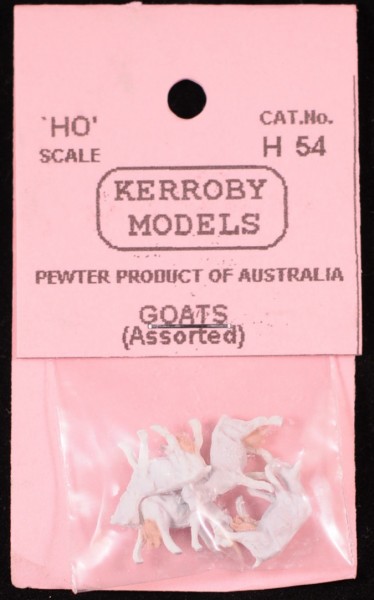 'HO'
SCALE
CAT.No.
H 54
KERROBY
MODELS
PEWTER PRODUCT OF AUSTRALIA
GOATS
(Assorted)